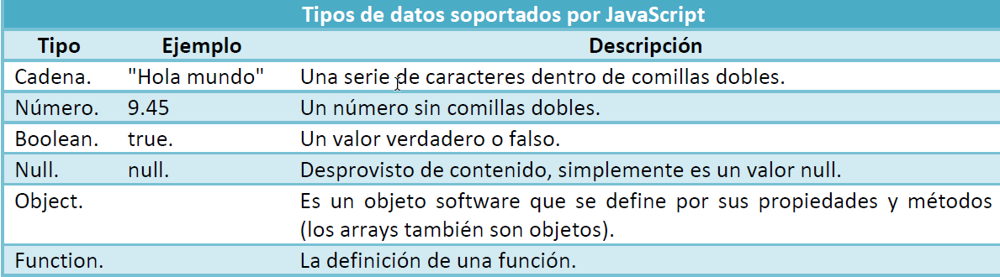 Tipos de datos soportados por JavaScript
Tipo Ejemplo Descripción
Cadena. "Hola mundo" Una serie de caracteres dentro de comillas dobles.
Número. 9.45 Un número sin comillas dobles.
Boolean. true. Un valor verdadero o falso.
Null. null. Desprovisto de contenido, simplemente es un valor null.
Object. Es un objeto software que se define por sus propiedades y métodos
(los arrays también son objetos).
Function. La definición de una función.